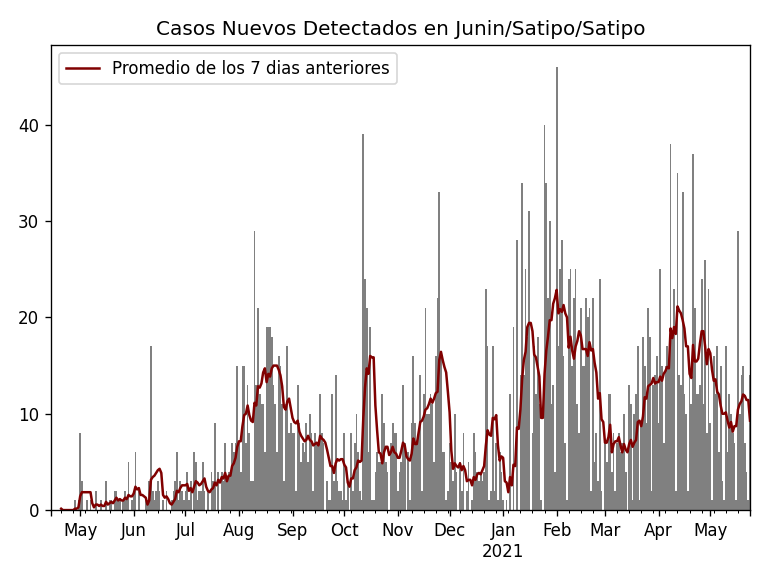 Casos Nuevos Detectados en Junin/Satipo/Satipo
Promedio de los 7 dias anteriores
40
30
20
10
0
May Jun Jul Aug Sep Oct Nov Dec Jan Feb Mar Apr May
2021